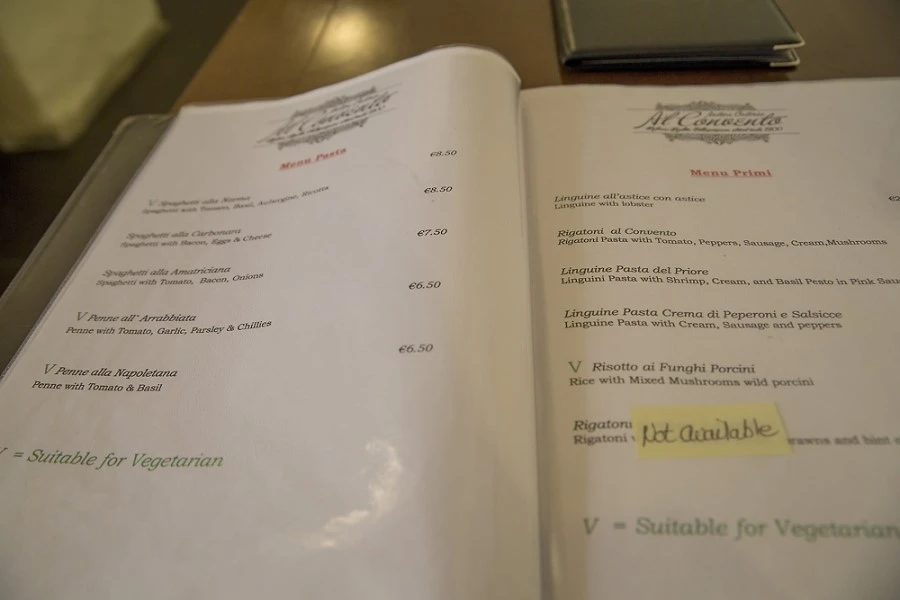 Al Convento
Menu Pasta
€8.50
V Spaghetti alla Norma
Spaghetti with Tomato, Basil, Aubergine, Ricotta
€8.50
Spaghetti alla Carbonara
Spaghetti with Bacon, Eggs & Cheese
€7.50
Spaghetti alla Amatriciana
Spaghetti with Tomato, Bacon, Onions
€6.50
V Penne all' Arrabbiata
Penne with Tomato, Garlic, Parsley & Chillies
€6.50
V Penne alla Napoletana
Penne with Tomato & Basil
V = Suitable for Vegetarian
Al Convento
Menu Primi
Linguine all'astice con astice
Linguine with lobster
Rigatoni al Convento
Rigatoni Pasta with Tomato, Peppers, Sausage, Cream,Mushrooms
Linguine Pasta del Priore
Linguini Pasta with Shrimp, Cream, and Basil Pesto in Pink Sau
Linguine Pasta Crema di Peperoni e Salsicce
Linguine Pasta with Cream, Sausage and peppers
V Risotto ai Funghi Porcini
Rice with Mixed Mushrooms wild porcini
Rigatoni
Not available
Rigatoni rawns and hint
V = Suitable for Vegetarian